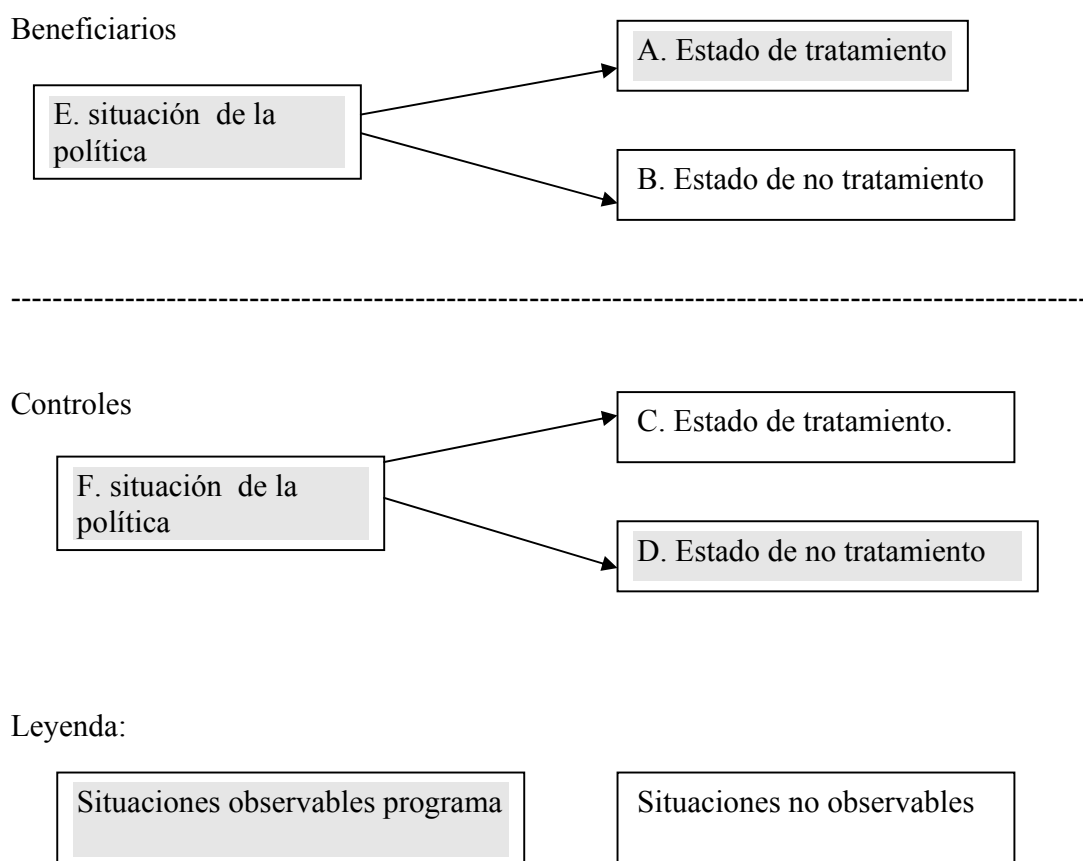 Beneficiarios
A. Estado de tratamiento
E. situación de la
política
B. Estado de no tratamiento
Controles
C. Estado de tratamiento.
F. situación de la
política
D. Estado de no tratamiento
Leyenda:
Situaciones observables programa
Situaciones no observables